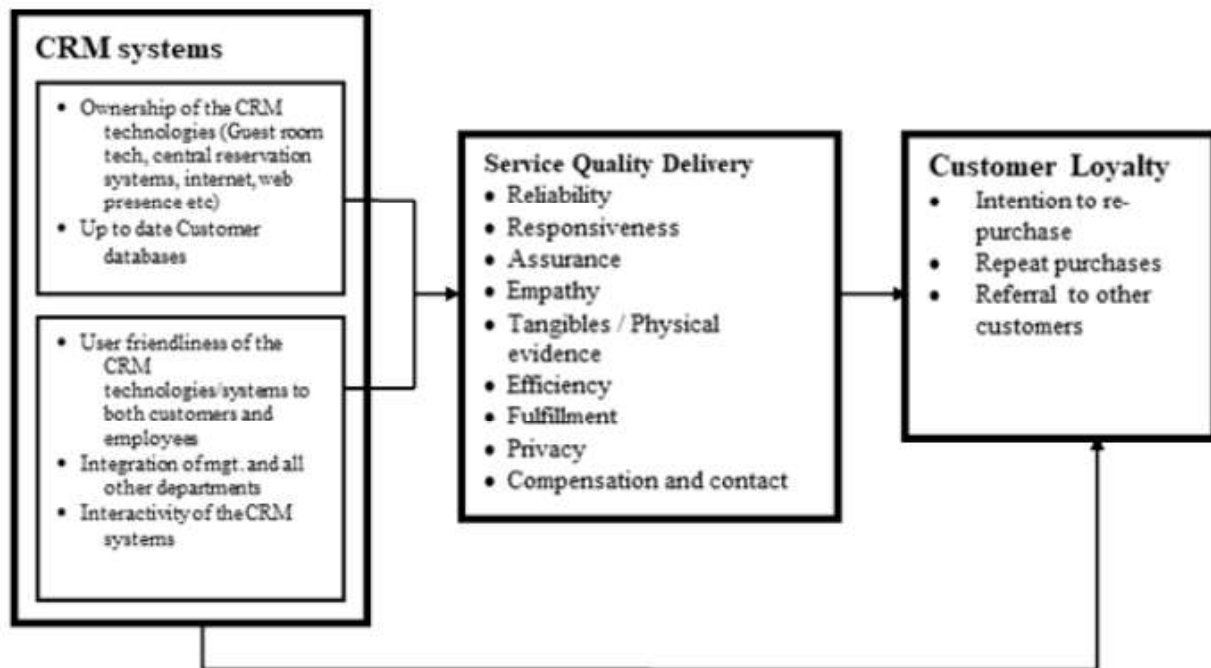 CRM systems
• Ownership of the CRM
technologies (Guest room
tech, central reservation
systems, internet, web
presence etc)
• Up to date Customer
databases
• User friendliness of the
CRM
technologies/systems to
both customers and
employees
• Integration of mgt. and all
other departments
• Interactivity of the CRM
systems
Service Quality Delivery
• Reliability
• Responsiveness
• Assurance
• Empathy
• Tangibles / Physical
evidence
• Efficiency
• Fulfillment
• Privacy
• Compensation and contact
Customer Loyalty
• Intention to re-
purchase
• Repeat purchases
• Referral to other
customers